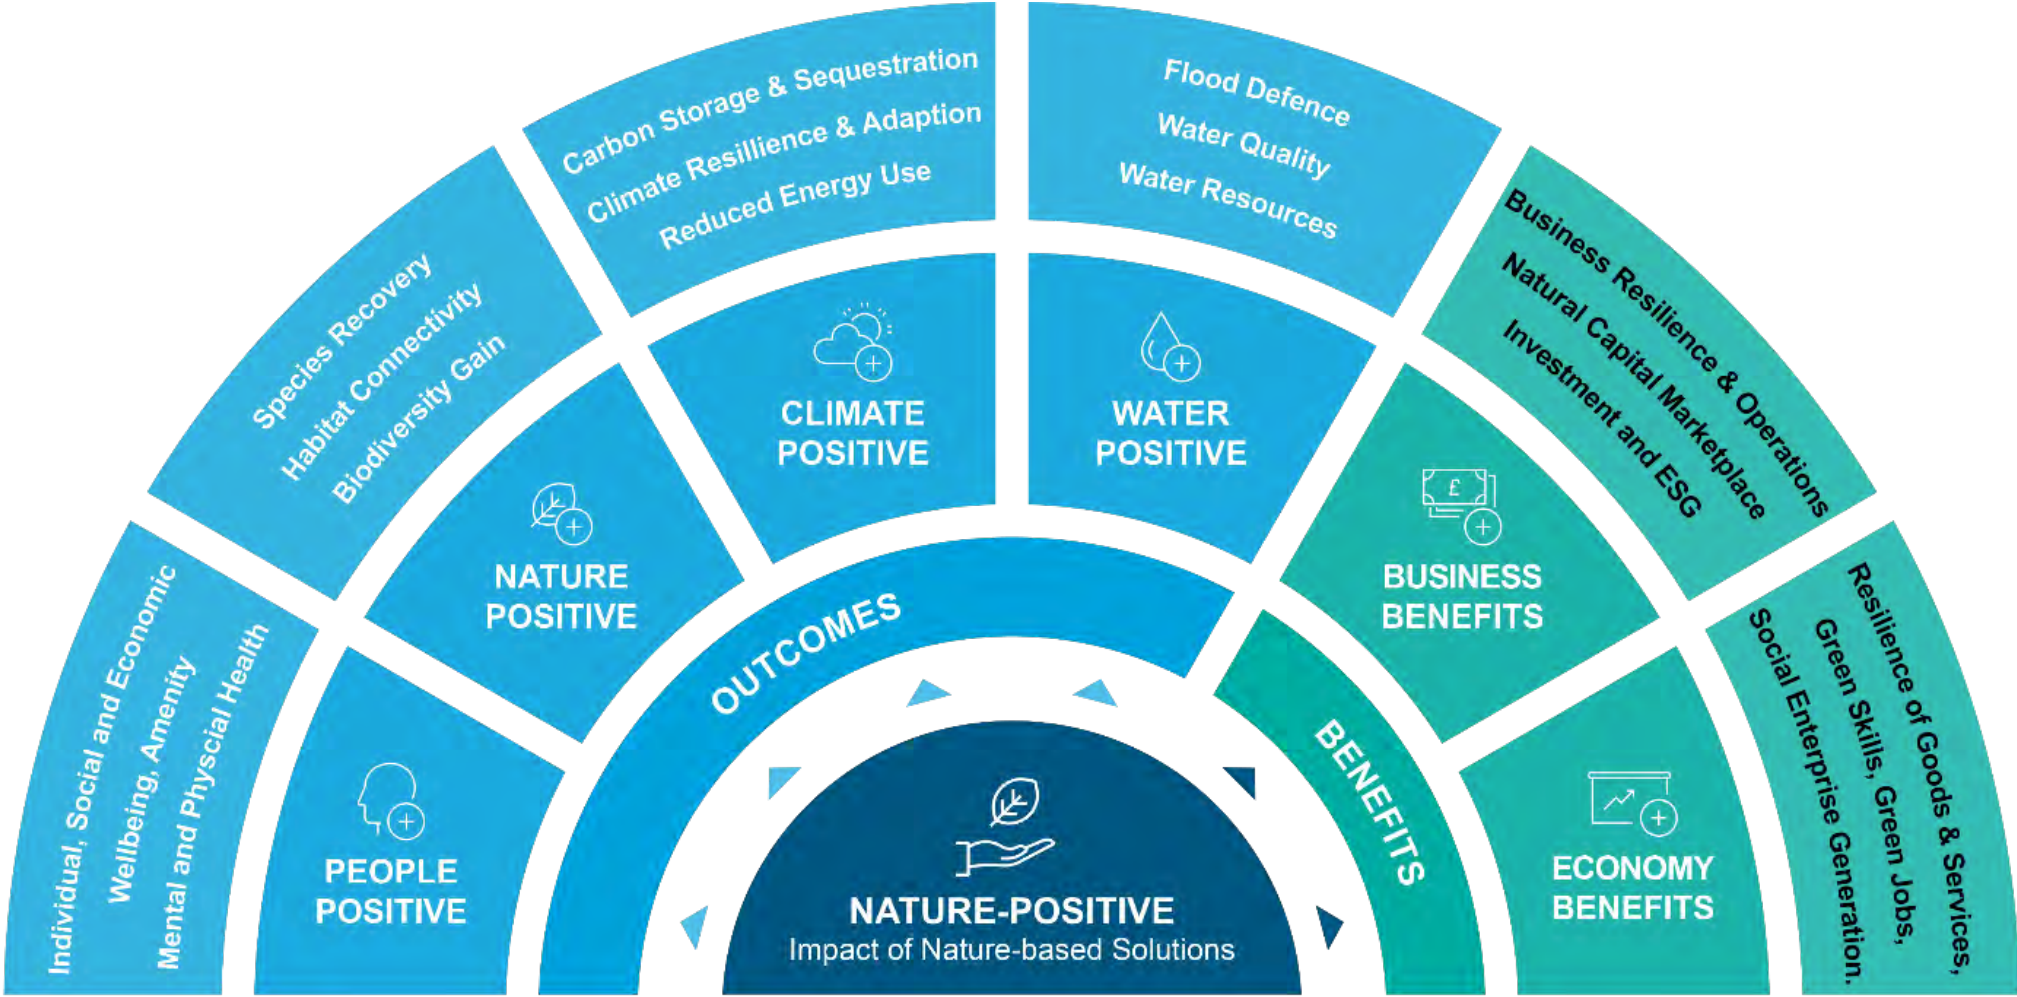 Individual, Social and Economic
Wellbeing, Amenity
Mental and Physcial Health
PEOPLE
POSITIVE
Species Recovery
Habitat Connectivity
Biodiversity Gain
NATURE
POSITIVE
Carbon Storage & Sequestration
Climate Resillience & Adaption
Reduced Energy Use
CLIMATE
POSITIVE
Flood Defence
Water Quality
Water Resources
WATER
POSITIVE
Business Resilience & Operations
Natural Capital Marketplace
Investment and ESG
£
BUSINESS
BENEFITS
Resilience of Goods & Services,
Green Skills, Green Jobs,
Social Enterprise Generation.
ECONOMY
BENEFITS
OUTCOMES
BENEFITS
NATURE-POSITIVE
Impact of Nature-based Solutions